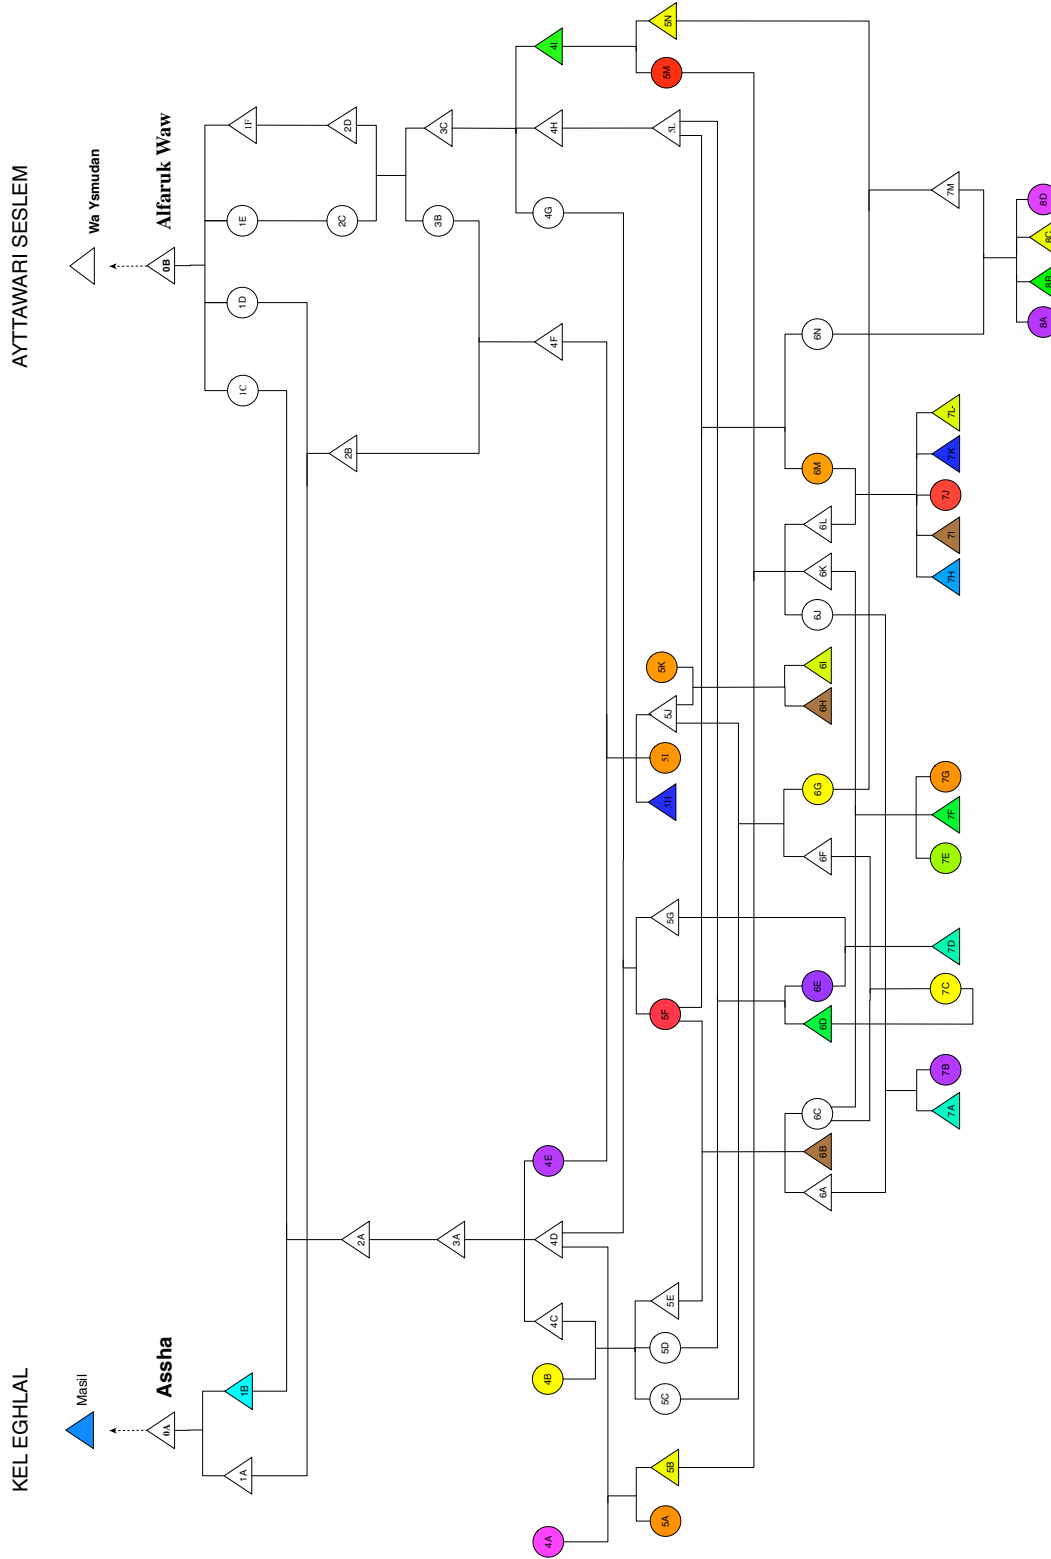 KEL EGHLAL AYTTAWARI SESLEM
Masil Wa Ysmudan
Assha Alfaruk Waw
0A 0B
1A 1B 1C 1D 1E 1F
2A 2B 2C 2D
3A 3B 3C
4A 4B 4C 4D 4E 4F 4G 4H 4I
5A 5B 5C 5D 5E 5F 5G 5H 5I 5J 5K 5L 5M 5N
6A 6B 6C 6D 6E 6F 6G 6H 6I 6J 6K 6L 6M 6N
7A 7B 7C 7D 7E 7F 7G 7H 7I 7J 7K 7L- 7M
8A 8B 8C 8D